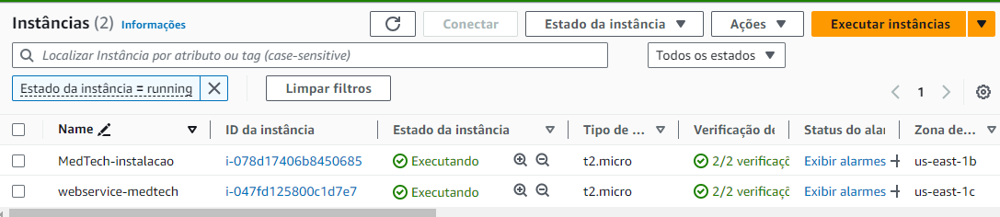 Instâncias (2) Informações Conectar Estado da instância Ações Executar instâncias
Localizar Instância por atributo ou tag (case-sensitive) Todos os estados
Estado da instância = running Limpar filtros 1
Name ID da instância Estado da instância Tipo de ... Verificação de Status do alar Zona de...
MedTech-instalacao i-078d17406b8450685 Executando t2.micro 2/2 verificaçõ Exibir alarmes us-east-1b
webservice-medtech i-047fd125800c1d7e7 Executando t2.micro 2/2 verificaçõ Exibir alarmes us-east-1c